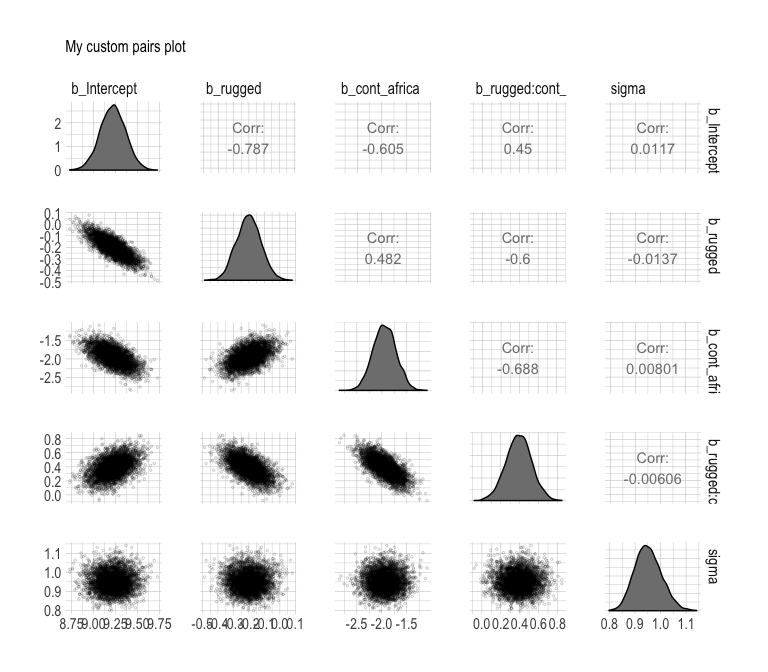 My custom pairs plot
b_Intercept b_rugged b_cont_africa b_rugged:cont_ sigma
2
1
0
Corr:
-0.787
Corr:
-0.605
Corr:
0.45
Corr:
0.0117
b_Intercept
0.1
0.0
-0.1
-0.2
-0.3
-0.4
-0.5
Corr:
0.482
Corr:
-0.6
Corr:
-0.0137
b_rugged
-1.5
-2.0
-2.5
Corr:
-0.688
Corr:
0.00801
b_cont_afri
0.8
0.6
0.4
0.2
0.0
Corr:
-0.00606
b_rugged:c
1.1
1.0
0.9
0.8
sigma
8.75 9.00 9.25 9.50 9.75 -0.5 -0.4 -0.3 -0.2 -0.1 0.0 0.1 -2.5 -2.0 -1.5 0.0 0.2 0.4 0.6 0.8 0.8 0.9 1.0 1.1